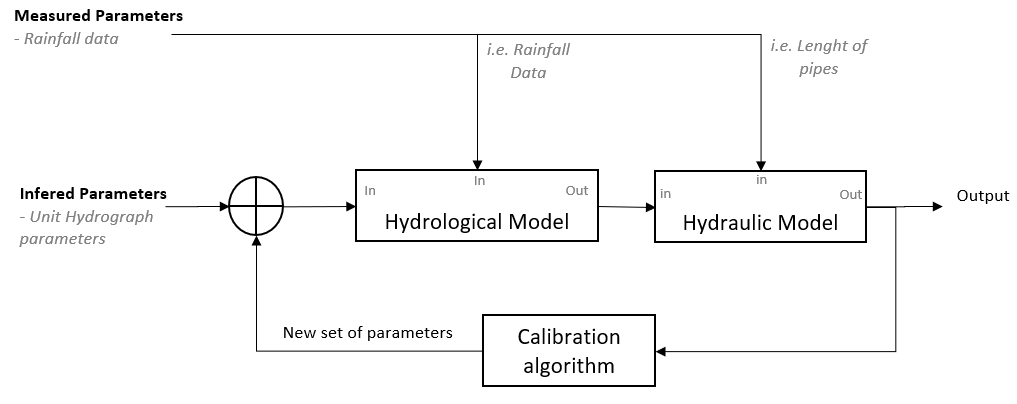 Measured Parameters
- Rainfall data
i.e. Rainfall
Data
i.e. Lenght of
pipes
Infered Parameters
- Unit Hydrograph
parameters
In
In
Out
Hydrological Model
in
in
Out
Hydraulic Model
Output
New set of parameters
Calibration
algorithm